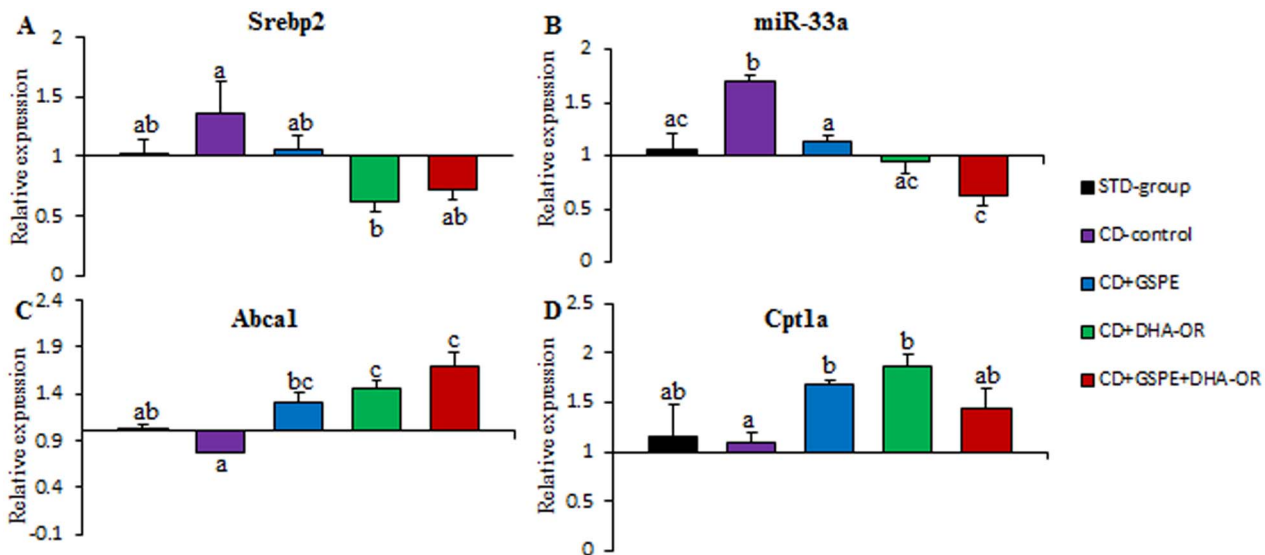 A
Srebp2
Relative expression
2
1.5
1
0.5
0
ab
a
ab
b
ab
B
miR-33a
Relative expression
2
1.5
1
0.5
0
ac
b
a
ac
c
C
Abca1
Relative expression
2.4
1.9
1.4
0.9
0.4
-0.1
ab
a
bc
c
c
D
Cpt1a
Relative expression
2.5
2
1.5
1
0.5
0
ab
a
b
b
ab
STD-group
CD-control
CD+GSPE
CD+DHA-OR
CD+GSPE+DHA-OR